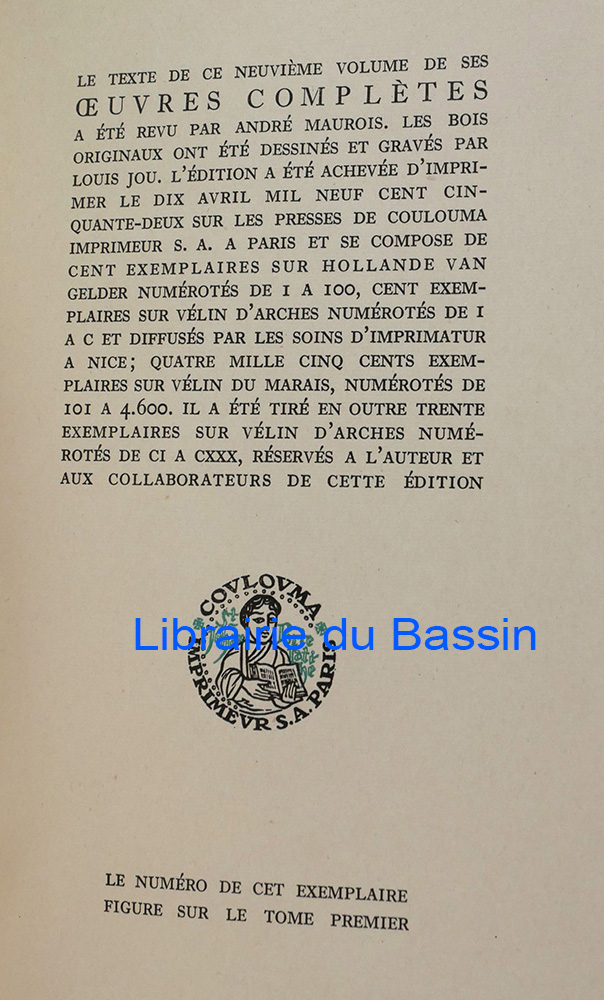 LE TEXTE DE CE NEUVIÈME VOLUME DE SES
ŒUVRES COMPLÈTES
A ÉTÉ REVU PAR ANDRÉ MAUROIS. LES BOIS
ORIGINAUX ONT ÉTÉ DESSINÉS ET GRAVÉS PAR
LOUIS JOU. L'ÉDITION A ÉTÉ ACHEVÉE D'IMPRI-
MER LE DIX AVRIL MIL NEUF CENT CIN-
QUANTE-DEUX SUR LES PRESSES DE COULOUMA
IMPRIMEUR S. A. A PARIS ET SE COMPOSE DE
CENT EXEMPLAIRES SUR HOLLANDE VAN
GELDER NUMÉROTÉS DE 1 A 100, CENT EXEM-
PLAIRES SUR VÉLIN D'ARCHES NUMÉROTÉS DE I
A C ET DIFFUSÉS PAR LES SOINS D'IMPRIMATUR
A NICE; QUATRE MILLE CINQ CENTS EXEM-
PLAIRES SUR VÉLIN DU MARAIS, NUMÉROTÉS DE
101 A 4.600. IL A ÉTÉ TIRÉ EN OUTRE TRENTE
EXEMPLAIRES SUR VÉLIN D'ARCHES NUMÉ-
ROTÉS DE CI A CXXX, RÉSERVÉS A L'AUTEUR ET
AUX COLLABORATEURS DE CETTE ÉDITION
COVLOVMA
IMPRIMEVR S.A. PARIS
Librairie du Bassin
LE NUMÉRO DE CET EXEMPLAIRE
FIGURE SUR LE TOME PREMIER